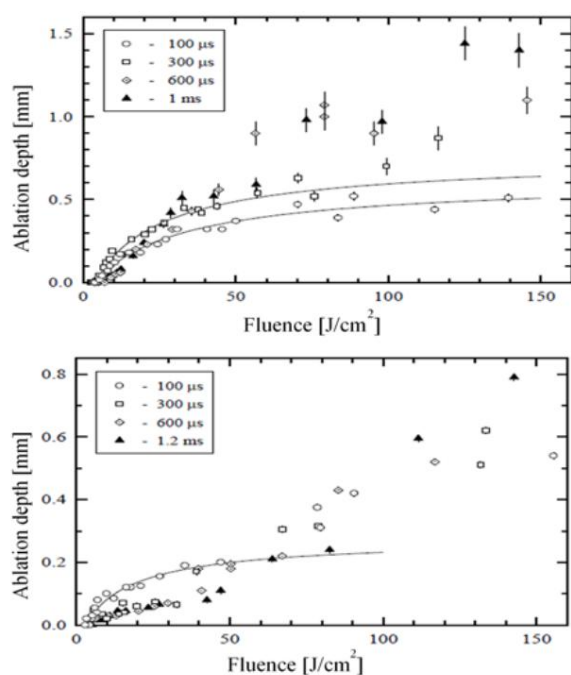 1.5
- 100 μs
- 300 μs
- 600 μs
- 1 ms
1.0
0.5
0.0
Ablation depth [mm]
0 50 100 150
Fluence [J/cm²]
0.8
- 100 μs
- 300 μs
- 600 μs
- 1.2 ms
0.6
0.4
0.2
0.0
Ablation depth [mm]
0 50 100 150
Fluence [J/cm²]